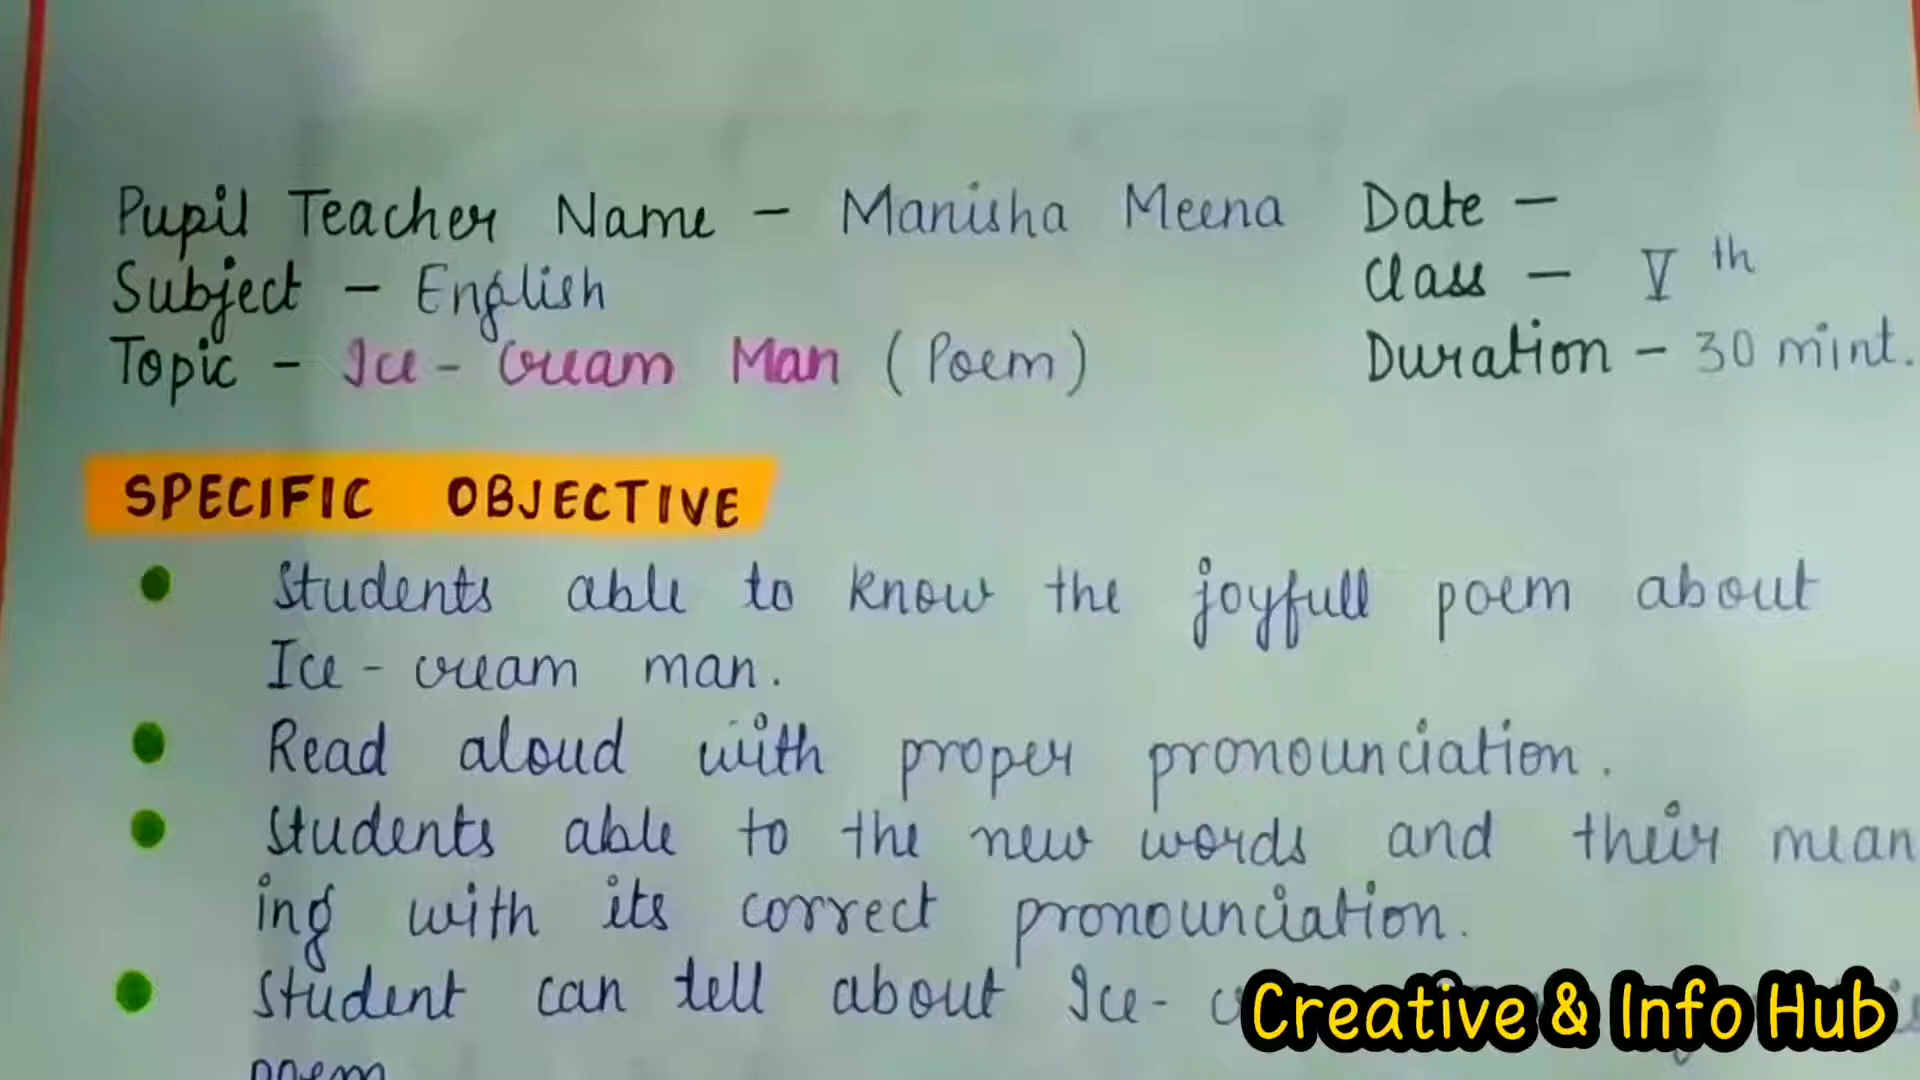 Pupil Teacher Name - Manisha Meena Date -
Subject - English Class - V th
Topic - Ice-Cream Man (Poem) Duration - 30 mint.
SPECIFIC OBJECTIVE
Students able to know the joyfull poem about
Ice-cream man.
Read aloud with proper pronounciation.
Students able to the new words and their mean
ing with its correct pronounciation.
Student can tell about Ice-
poem
Creative & Info Hub